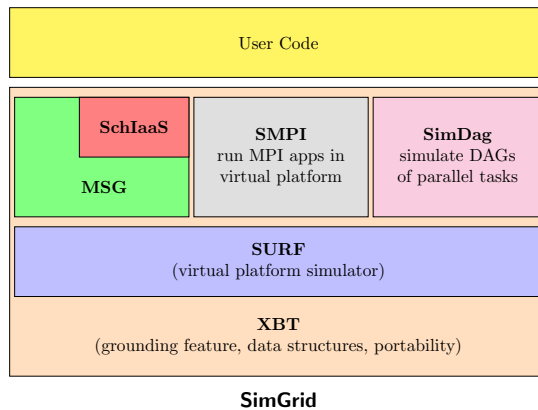 User Code
SchIaaS
MSG
SMPI
run MPI apps in
virtual platform
SimDag
simulate DAGs
of parallel tasks
SURF
(virtual platform simulator)
XBT
(grounding feature, data structures, portability)
SimGrid